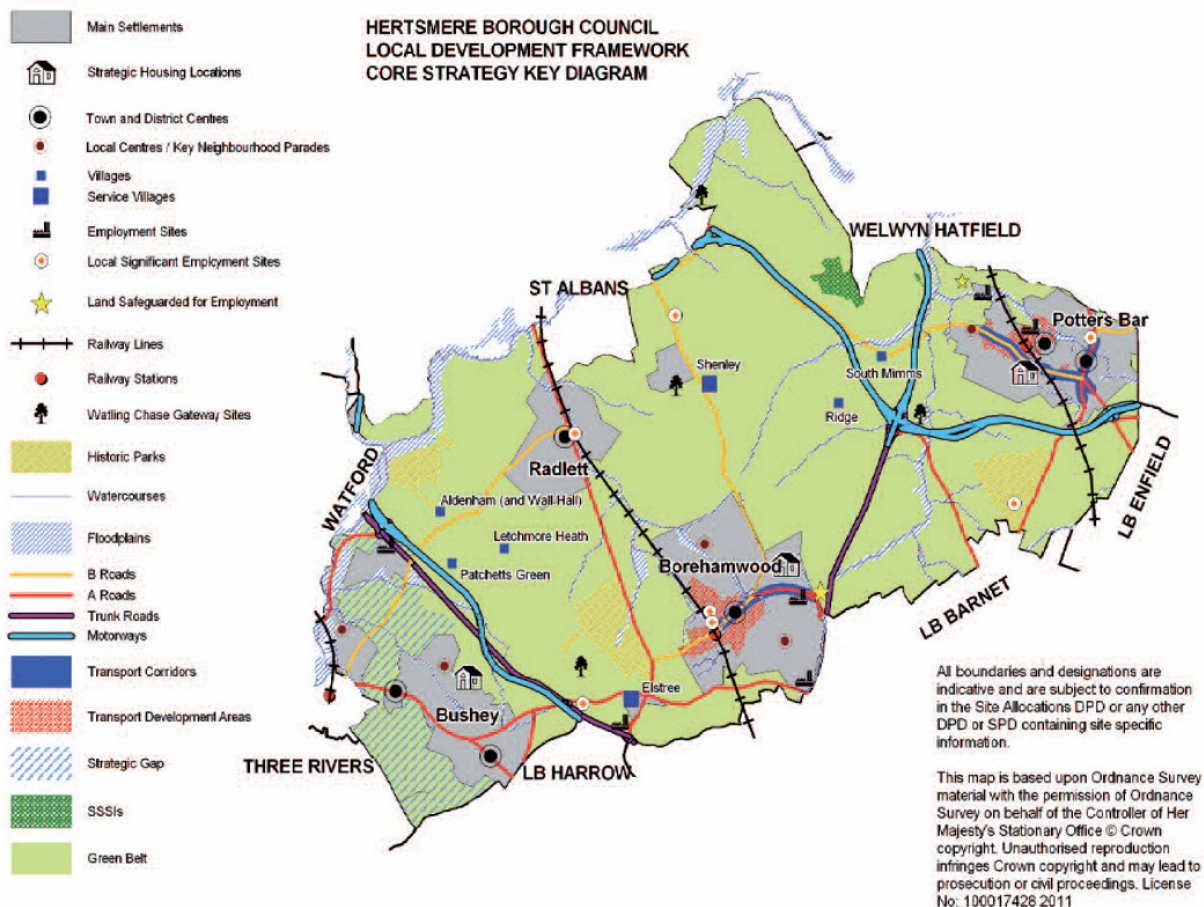 HERTSMERE BOROUGH COUNCIL
LOCAL DEVELOPMENT FRAMEWORK
CORE STRATEGY KEY DIAGRAM
Main Settlements
Strategic Housing Locations
Town and District Centres
Local Centres / Key Neighbourhood Parades
Villages
Service Villages
Employment Sites
Local Significant Employment Sites
Land Safeguarded for Employment
Railway Lines
Railway Stations
Watling Chase Gateway Sites
Historic Parks
Watercourses
Floodplains
B Roads
A Roads
Trunk Roads
Motorways
Transport Corridors
Transport Development Areas
Strategic Gap
SSSIs
Green Belt
WELWYN HATFIELD
ST ALBANS
Potters Bar
Shenley
South Mimms
Ridge
Radlett
WATFORD
LB ENFIELD
Aldenham (and Wall Hall)
Letchmore Heath
Patchetts Green
Borehamwood
LB BARNET
Elstree
Bushey
THREE RIVERS
LB HARROW
All boundaries and designations are
indicative and are subject to confirmation
in the Site Allocations DPD or any other
DPD or SPD containing site specific
information.
This map is based upon Ordnance Survey
material with the permission of Ordnance
Survey on behalf of the Controller of Her
Majesty's Stationary Office © Crown
copyright. Unauthorised reproduction
infringes Crown copyright and may lead to
prosecution or civil proceedings. License
No: 100017428 2011